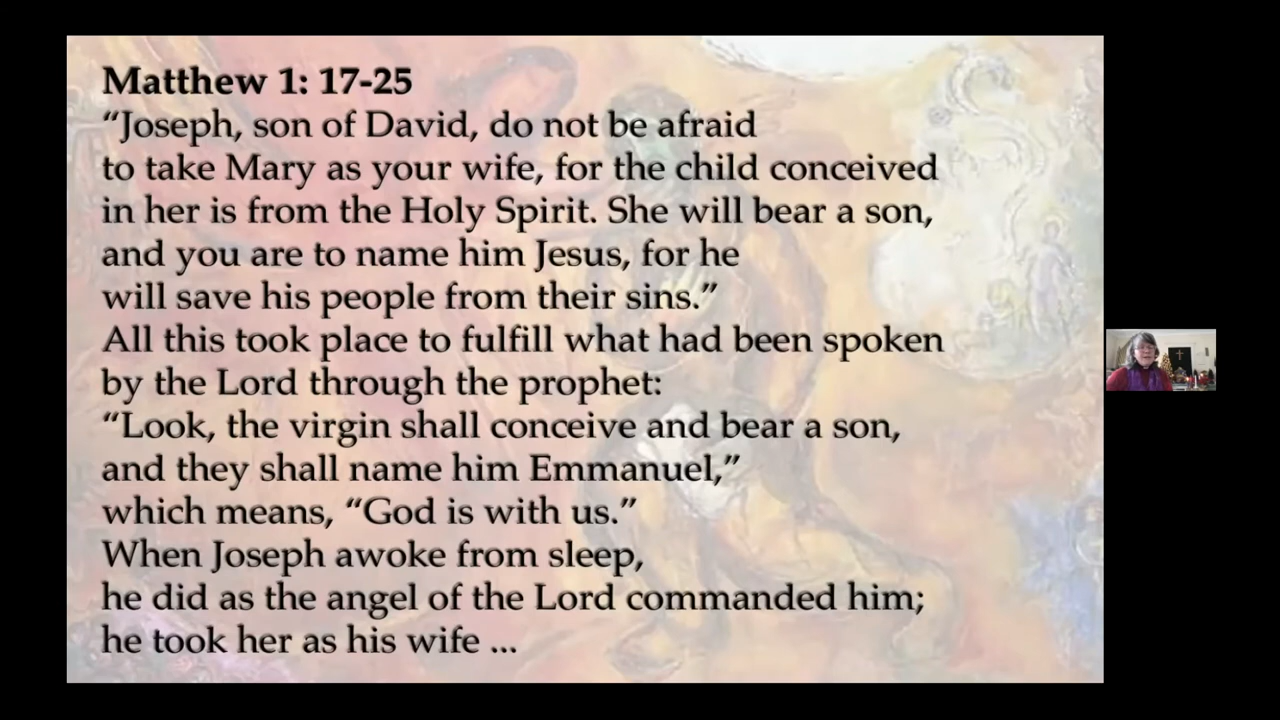 Matthew 1: 17-25
“Joseph, son of David, do not be afraid
to take Mary as your wife, for the child conceived
in her is from the Holy Spirit. She will bear a son,
and you are to name him Jesus, for he
will save his people from their sins.”
All this took place to fulfill what had been spoken
by the Lord through the prophet:
“Look, the virgin shall conceive and bear a son,
and they shall name him Emmanuel,”
which means, “God is with us.”
When Joseph awoke from sleep,
he did as the angel of the Lord commanded him;
he took her as his wife ...